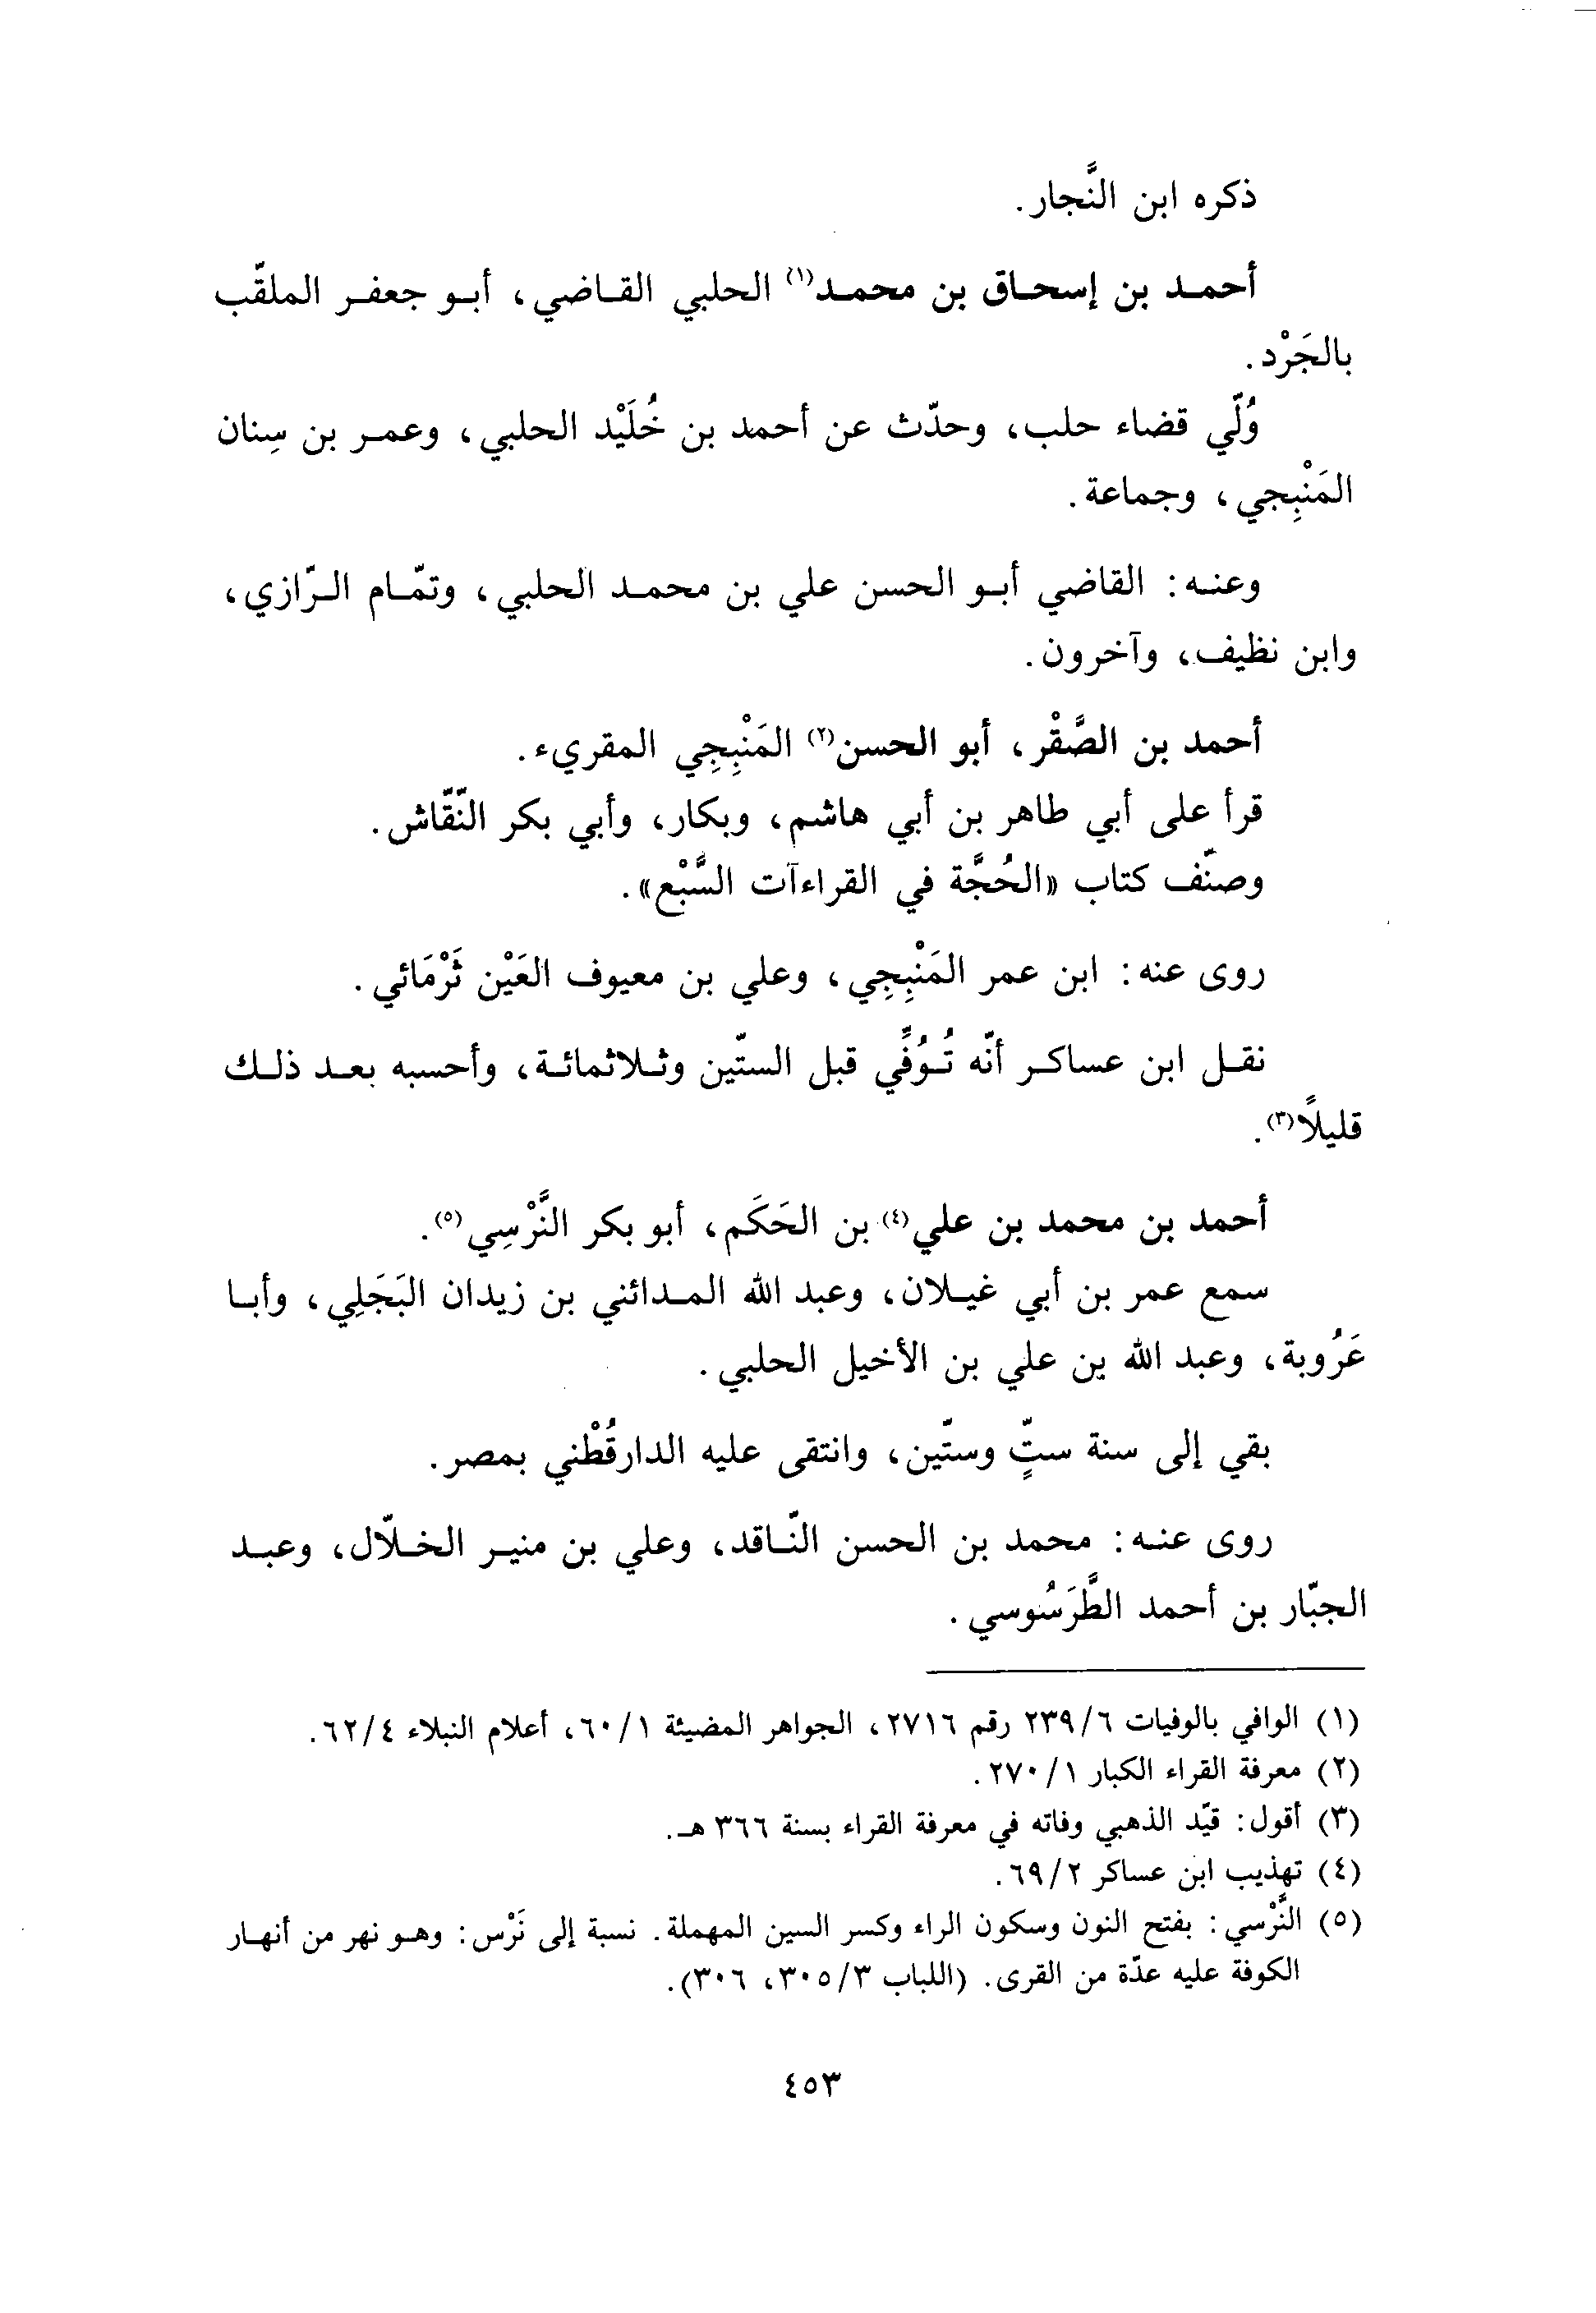 ذكره ابن النَّجار.
أحمد بن إسحاق بن محمد(١) الحلبي القاضي، أبو جعفر الملقّب
بالجَرْد.
وُلّي قضاء حلب، وحدّث عن أحمد بن خُلَيْد الحلبي، وعمر بن سِنان
المَنْبِجي، وجماعة.
وعنه: القاضي أبو الحسن علي بن محمد الحلبي، وتمّام الرّازي،
وابن نظيف، وآخرون.
أحمد بن الصَّقْر، أبو الحسن(٢) المَنْبِجِي المقريء.
قرأ على أبي طاهر بن أبي هاشم، وبكار، وأبي بكر النّقّاش.
وصنّف كتاب «الحُجَّة في القراءآت السَّبْع».
روى عنه: ابن عمر المَنْبِجِي، وعلي بن معيوف العَيْن ثَرْمَائي.
نقل ابن عساكر أنّه تُوُفِّي قبل الستّين وثلاثمائة، وأحسبه بعد ذلك
قليلاً(٣).
أحمد بن محمد بن علي(٤) بن الحَكَم، أبو بكر النَّرْسِي(٥).
سمع عمر بن أبي غيلان، وعبد الله المدائني بن زيدان البَجَلِي، وأبا
عَرُوبة، وعبد الله بن علي بن الأخيل الحلبي.
بقي إلى سنة ستٍّ وستّين، وانتقى عليه الدارقُطْني بمصر.
روى عنه: محمد بن الحسن النّاقد، وعلي بن منير الخلّال، وعبد
الجبّار بن أحمد الطَّرَسُوسي.
(١) الوافي بالوفيات ٢٣٩/٦ رقم ٢٧١٦، الجواهر المضيئة ٦٠/١، أعلام النبلاء ٦٢/٤.
(٢) معرفة القراء الكبار ٢٧٠/١.
(٣) أقول: قيّد الذهبي وفاته في معرفة القراء بسنة ٣٦٦ هـ.
(٤) تهذيب ابن عساكر ٦٩/٢.
(٥) النَّرْسي: بفتح النون وسكون الراء وكسر السين المهملة. نسبة إلى نَرْس: وهو نهر من أنهار
الكوفة عليه عدّة من القرى. (اللباب ٣٠٥/٣، ٣٠٦).
٤٥٣